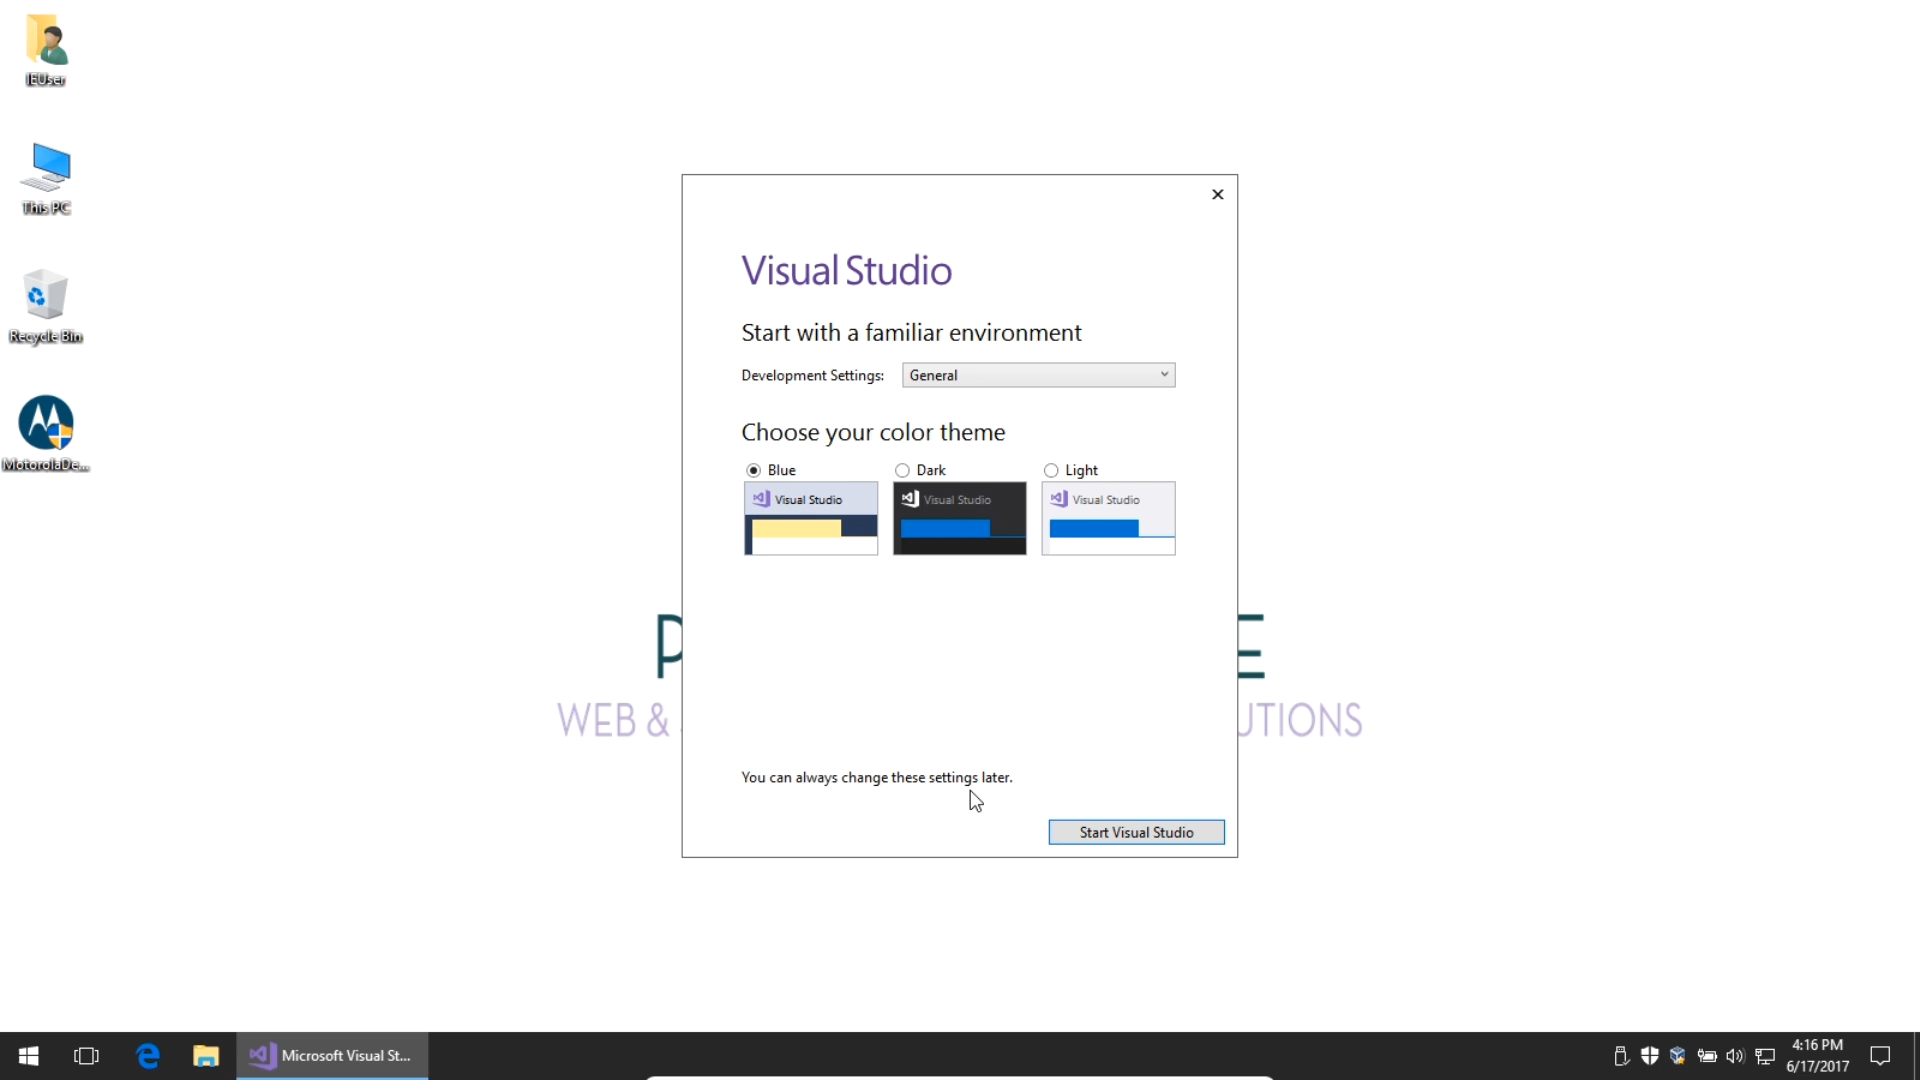 IEUser
This PC
Recycle Bin
MotorolaDe...
Visual Studio
Start with a familiar environment
Development Settings: General
Choose your color theme
Blue Dark Light
Visual Studio Visual Studio Visual Studio
P E
WEB & UTIONS
You can always change these settings later.
Start Visual Studio
Microsoft Visual St...
4:16 PM
6/17/2017